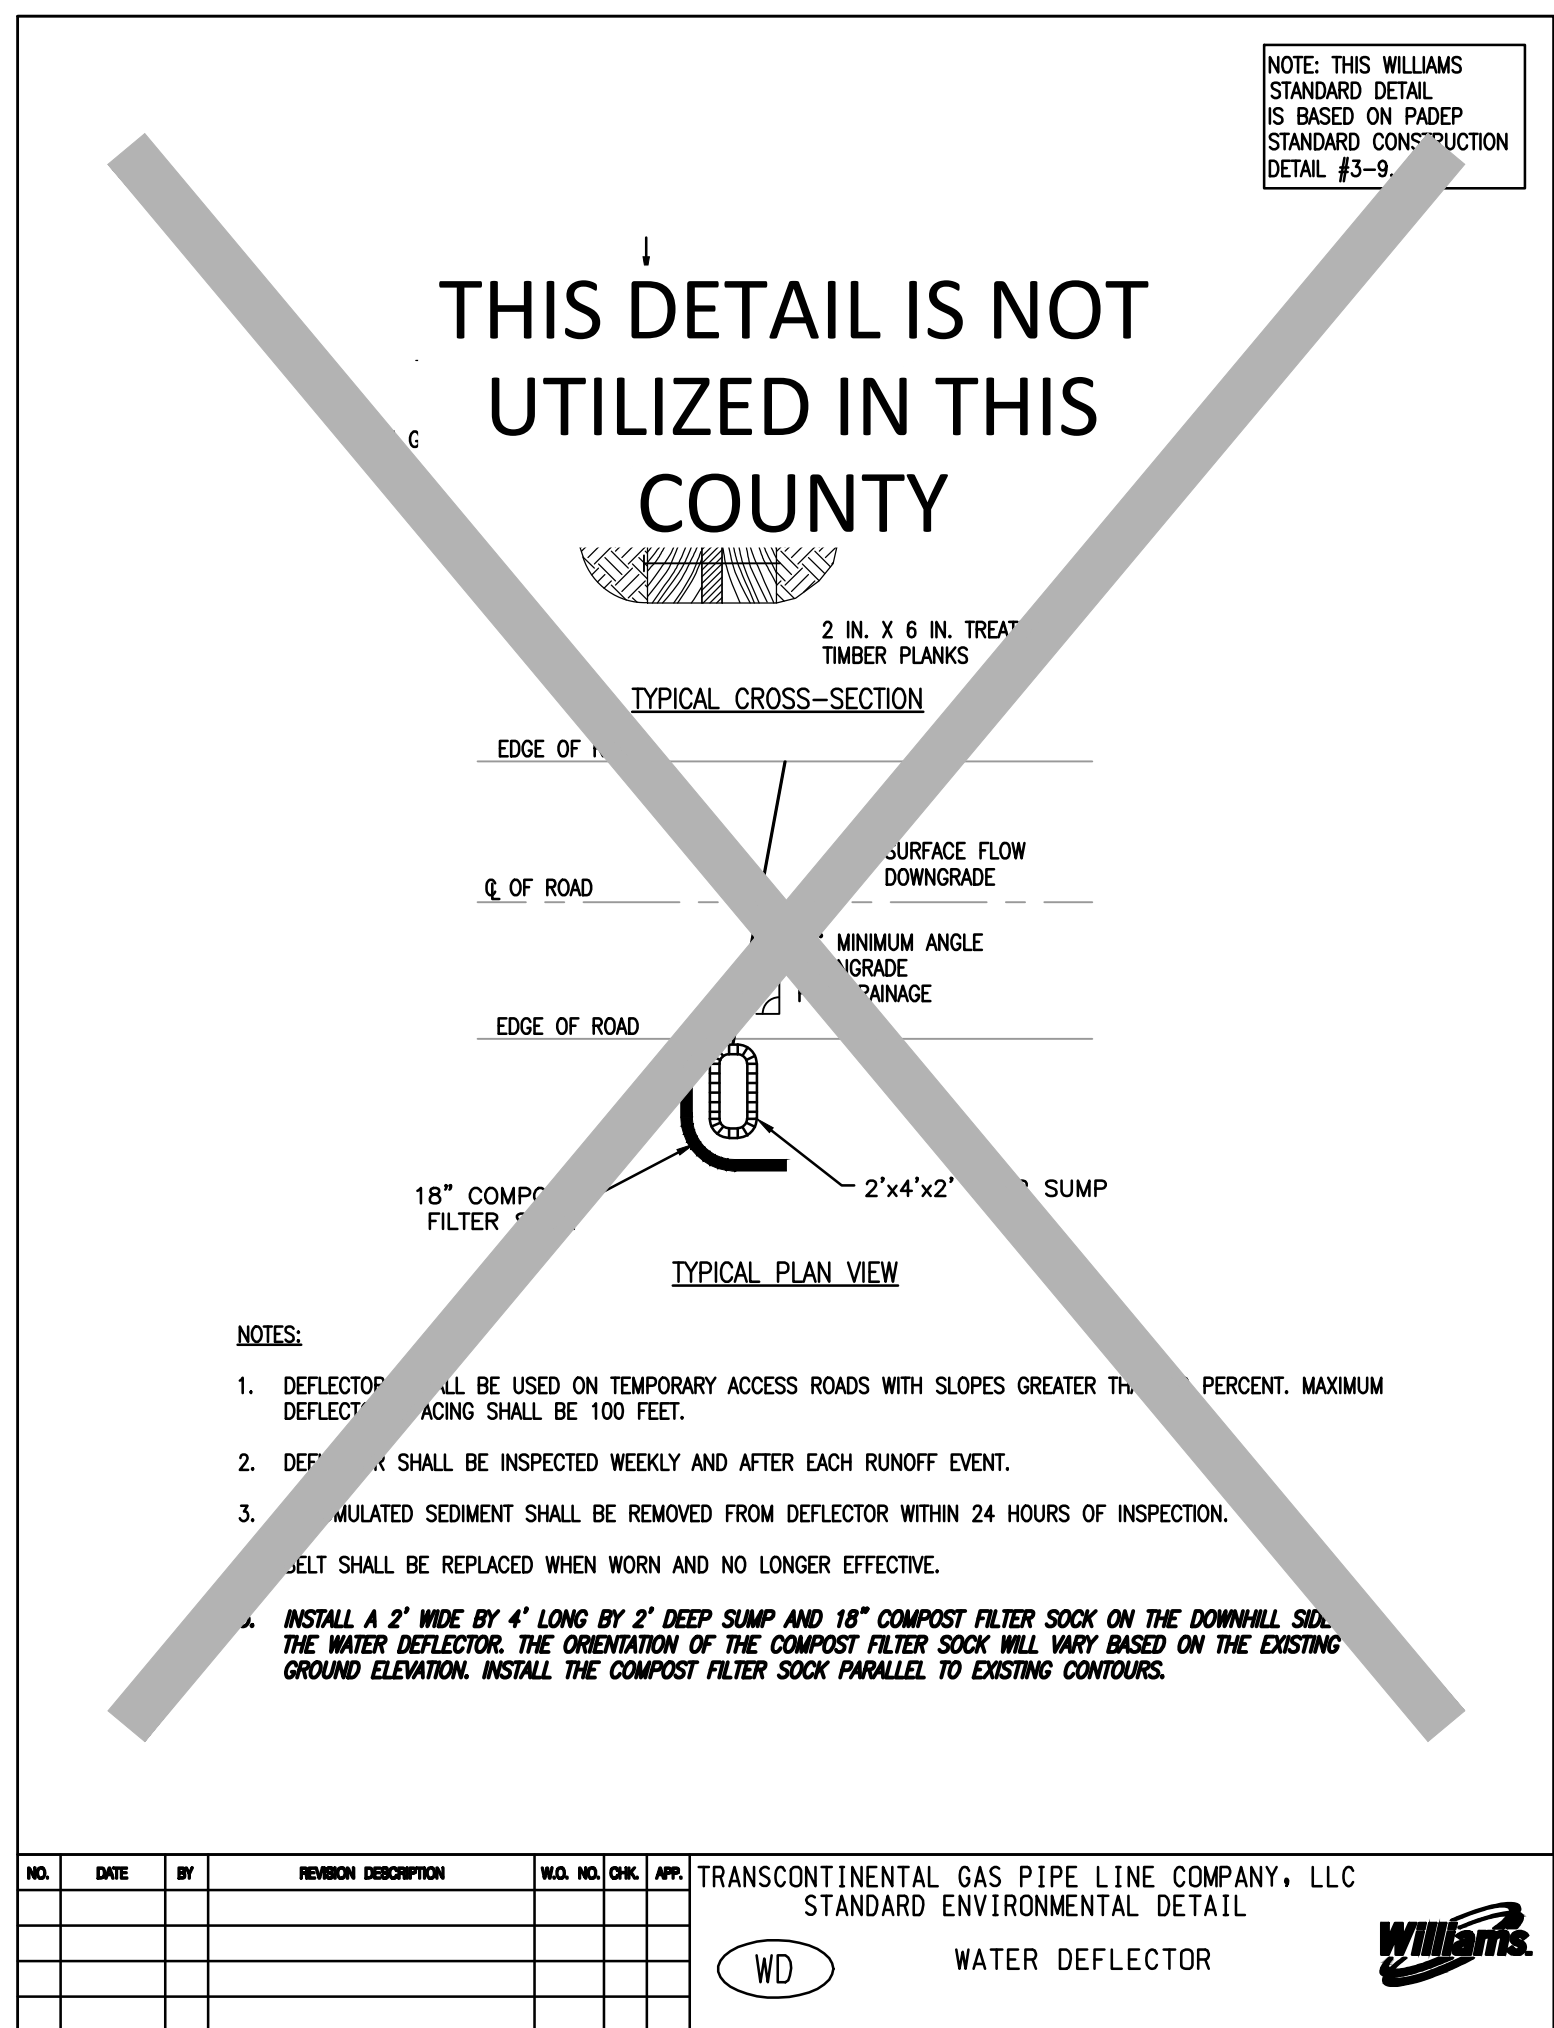 NOTE: THIS WILLIAMS
STANDARD DETAIL
IS BASED ON PADEP
STANDARD CONSTRUCTION
DETAIL #3-9.
THIS DETAIL IS NOT
UTILIZED IN THIS
COUNTY
2 IN. X 6 IN.
TIMBER PLANKS
TYPICAL CROSS-SECTION
EDGE OF
SURFACE FLOW
DOWNGRADE
℄ OF ROAD
MINIMUM ANGLE
EDGE OF ROAD
18"
FILTER
2'x4'x2' SUMP
TYPICAL PLAN VIEW
NOTES:
1. BE USED ON TEMPORARY ACCESS ROADS WITH SLOPES GREATER PERCENT. MAXIMUM
SHALL BE 100 FEET.
2. SHALL BE INSPECTED WEEKLY AND AFTER EACH RUNOFF EVENT.
3. SEDIMENT SHALL BE REMOVED FROM DEFLECTOR WITHIN 24 HOURS OF INSPECTION.
BELT SHALL BE REPLACED WHEN WORN AND NO LONGER EFFECTIVE.
INSTALL A 2' WIDE BY 4' LONG BY 2' DEEP SUMP AND 18" COMPOST FILTER SOCK ON THE DOWNHILL SIDE
THE WATER DEFLECTOR. THE ORIENTATION OF THE COMPOST FILTER SOCK WILL VARY BASED ON THE EXISTING
GROUND ELEVATION. INSTALL THE COMPOST FILTER SOCK PARALLEL TO EXISTING CONTOURS.
NO. DATE BY REVISION DESCRIPTION W.O. NO. CHK. APP.
TRANSCONTINENTAL GAS PIPE LINE COMPANY, LLC
STANDARD ENVIRONMENTAL DETAIL
WD
WATER DEFLECTOR
Williams.